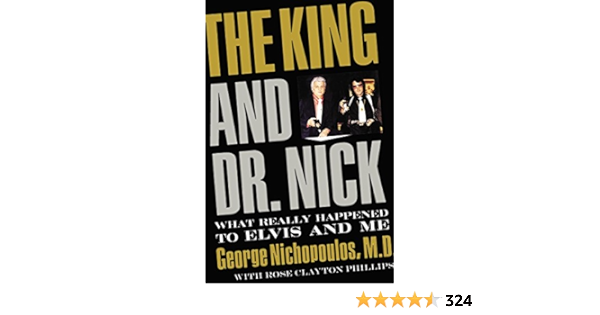 THE KING
AND
DR. NICK
WHAT REALLY HAPPENED
TO ELVIS AND ME
George Nichopoulos, M.D.
WITH ROSE CLAYTON PHILLIPS
324